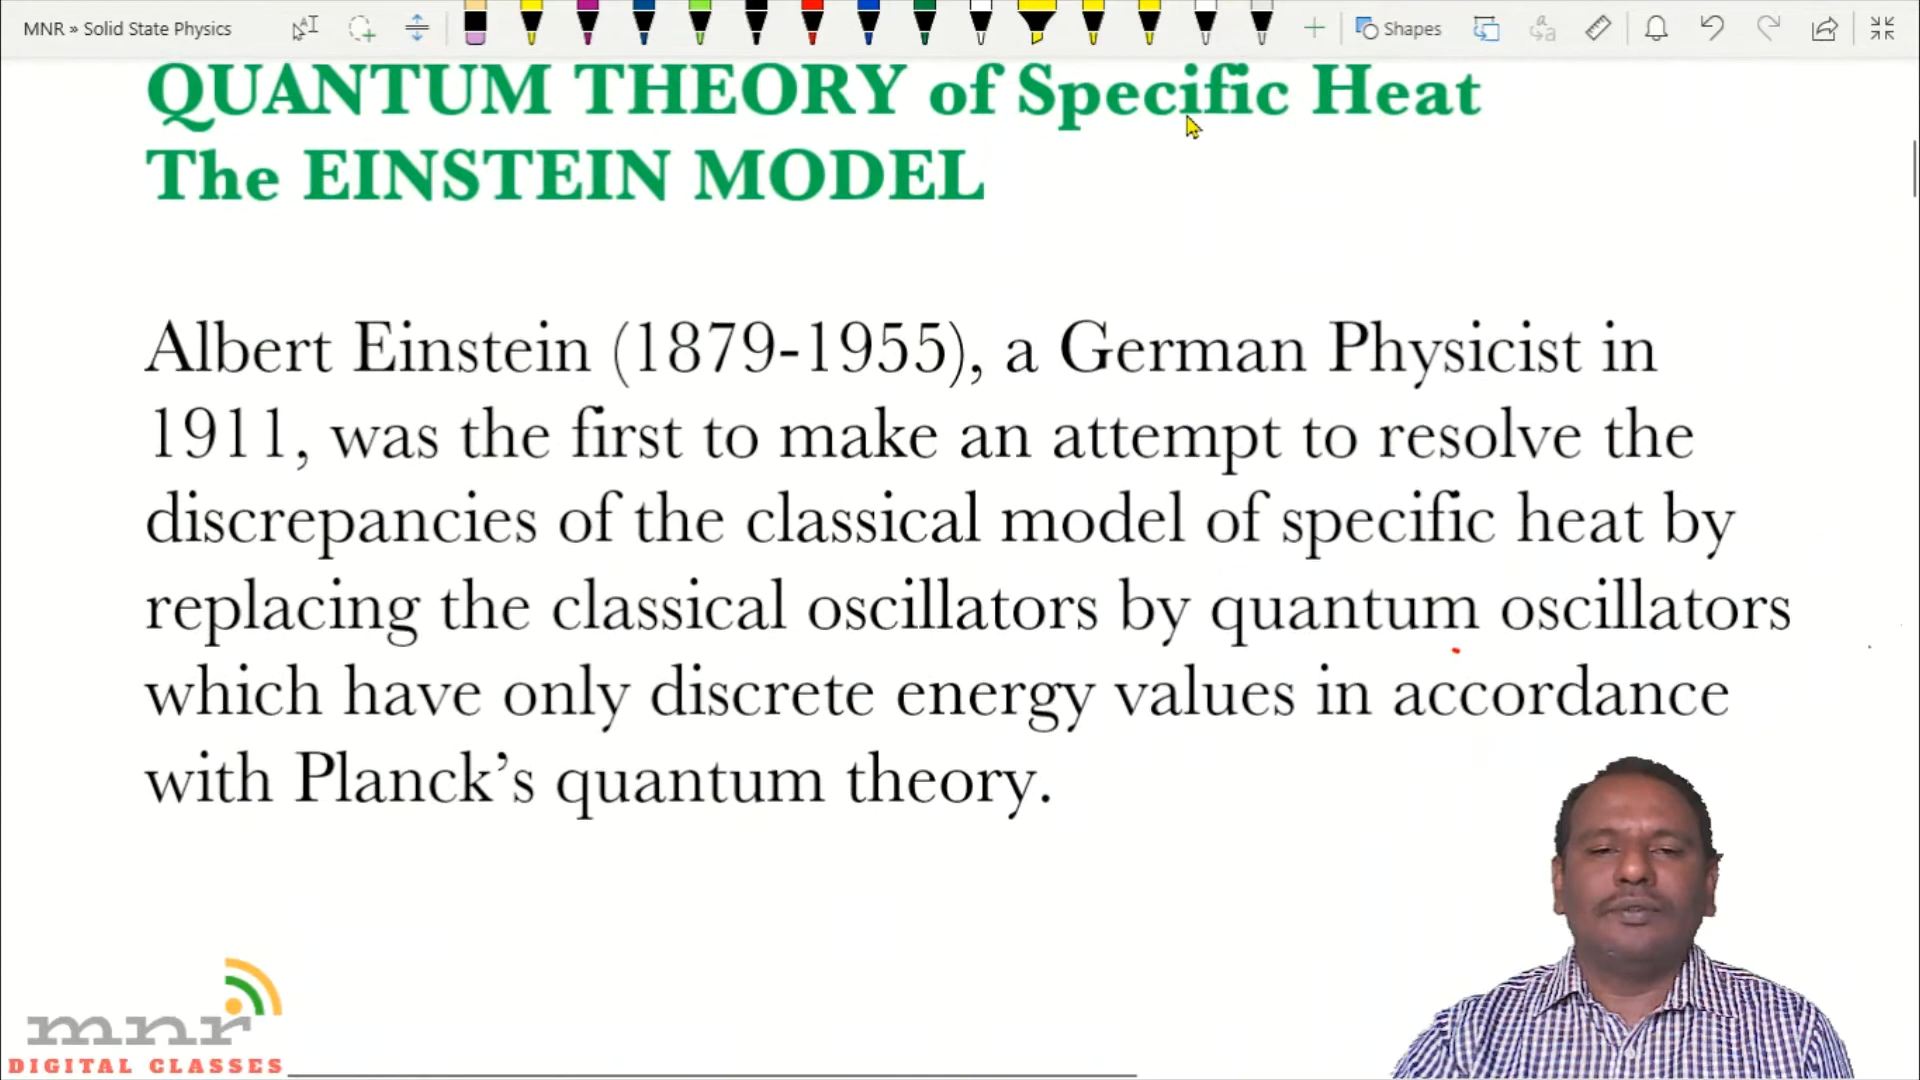 MNR » Solid State Physics
Shapes
QUANTUM THEORY of Specific Heat
The EINSTEIN MODEL
Albert Einstein (1879-1955), a German Physicist in
1911, was the first to make an attempt to resolve the
discrepancies of the classical model of specific heat by
replacing the classical oscillators by quantum oscillators
which have only discrete energy values in accordance
with Planck’s quantum theory.
mnr
DIGITAL CLASSES